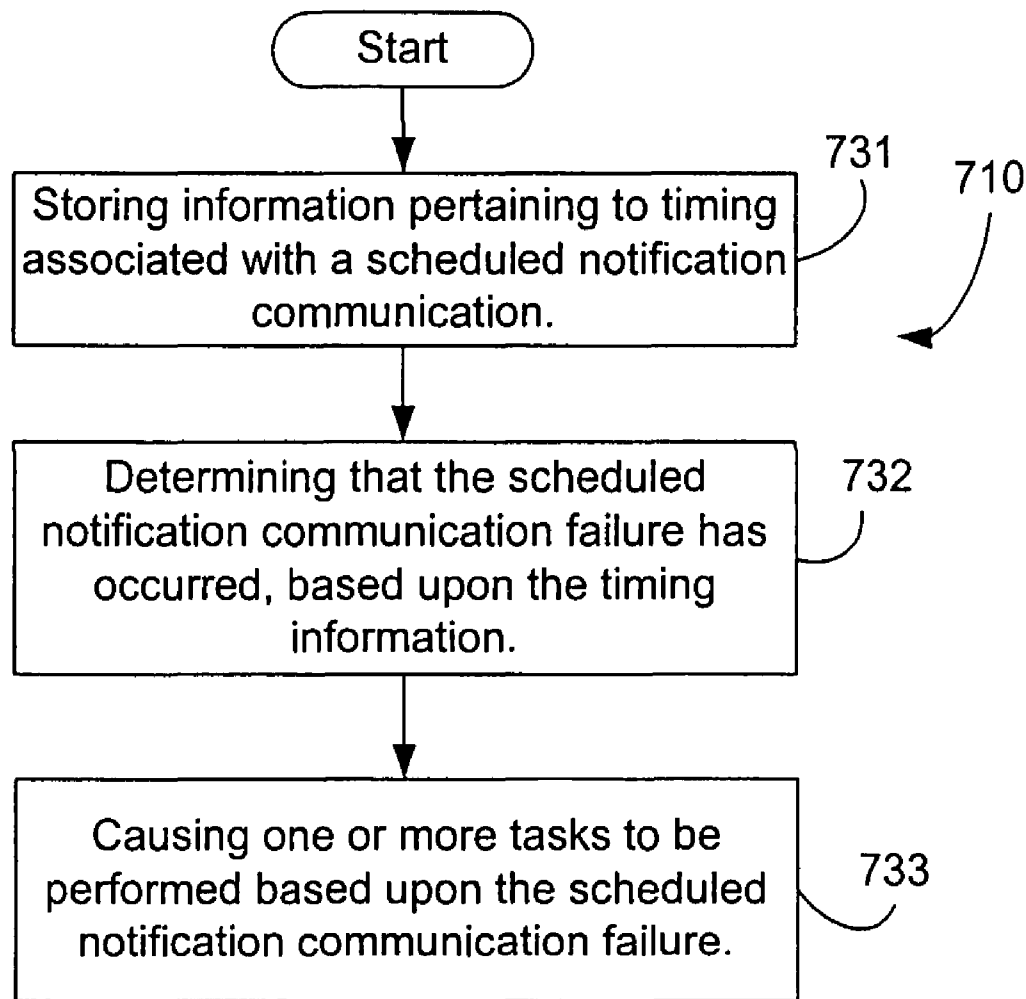 Start
731
710
Storing information pertaining to timing
associated with a scheduled notification
communication.
732
Determining that the scheduled
notification communication failure has
occurred, based upon the timing
information.
733
Causing one or more tasks to be
performed based upon the scheduled
notification communication failure.